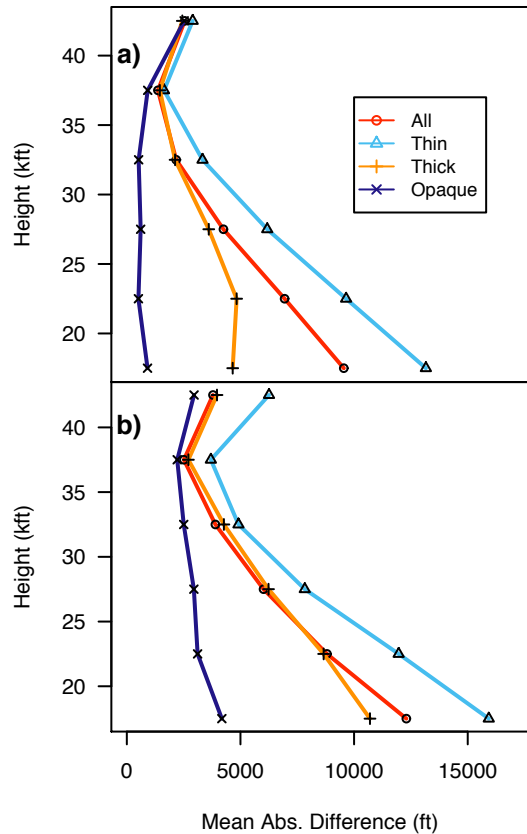 a)
Height (kft)
40
35
30
25
20
All
Thin
Thick
Opaque
b)
Height (kft)
40
35
30
25
20
0 5000 10000 15000
Mean Abs. Difference (ft)